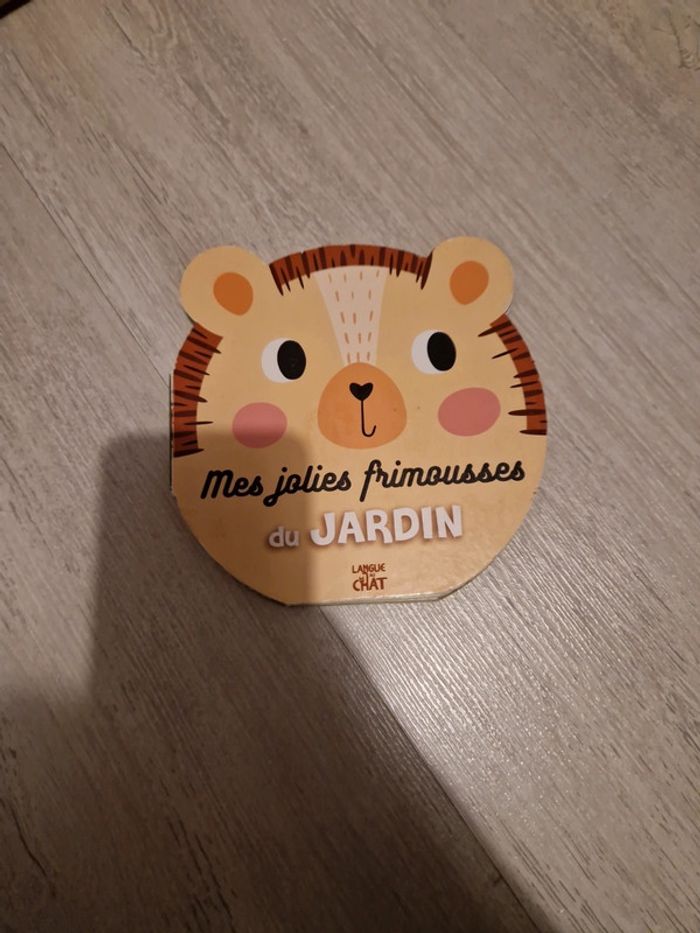 Mes jolies frimousses
du JARDIN
LANGUE
AU
CHAT